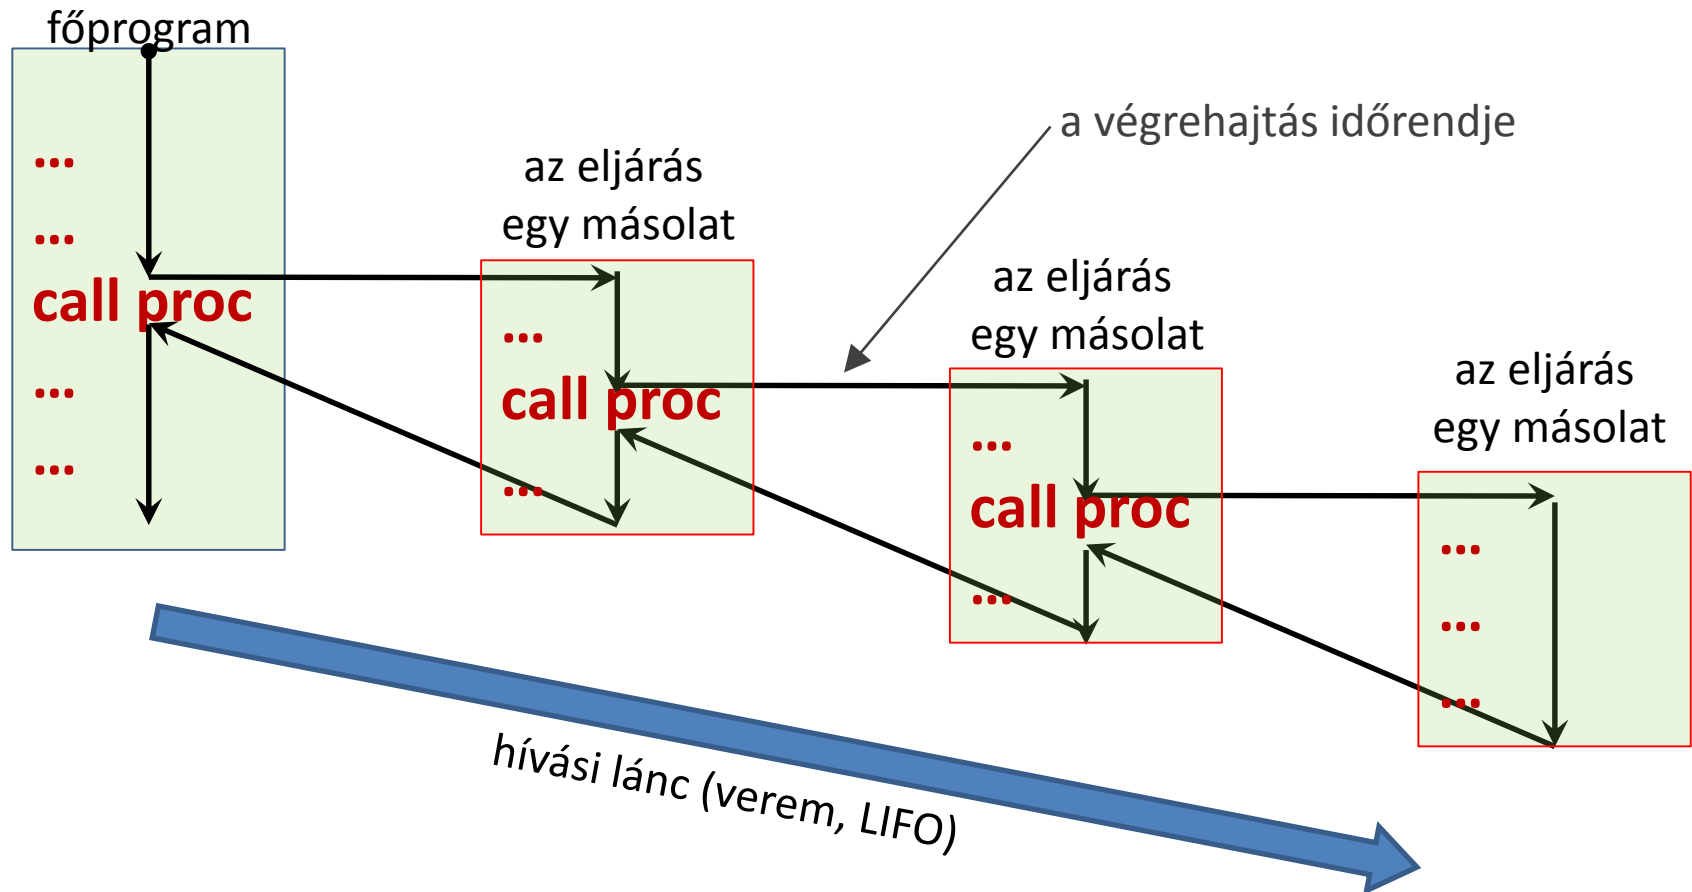 főprogram
...
...
call proc
...
...
az eljárás
egy másolat
...
call proc
...
a végrehajtás időrendje
az eljárás
egy másolat
...
call proc
...
az eljárás
egy másolat
...
...
...
hívási lánc (verem, LIFO)